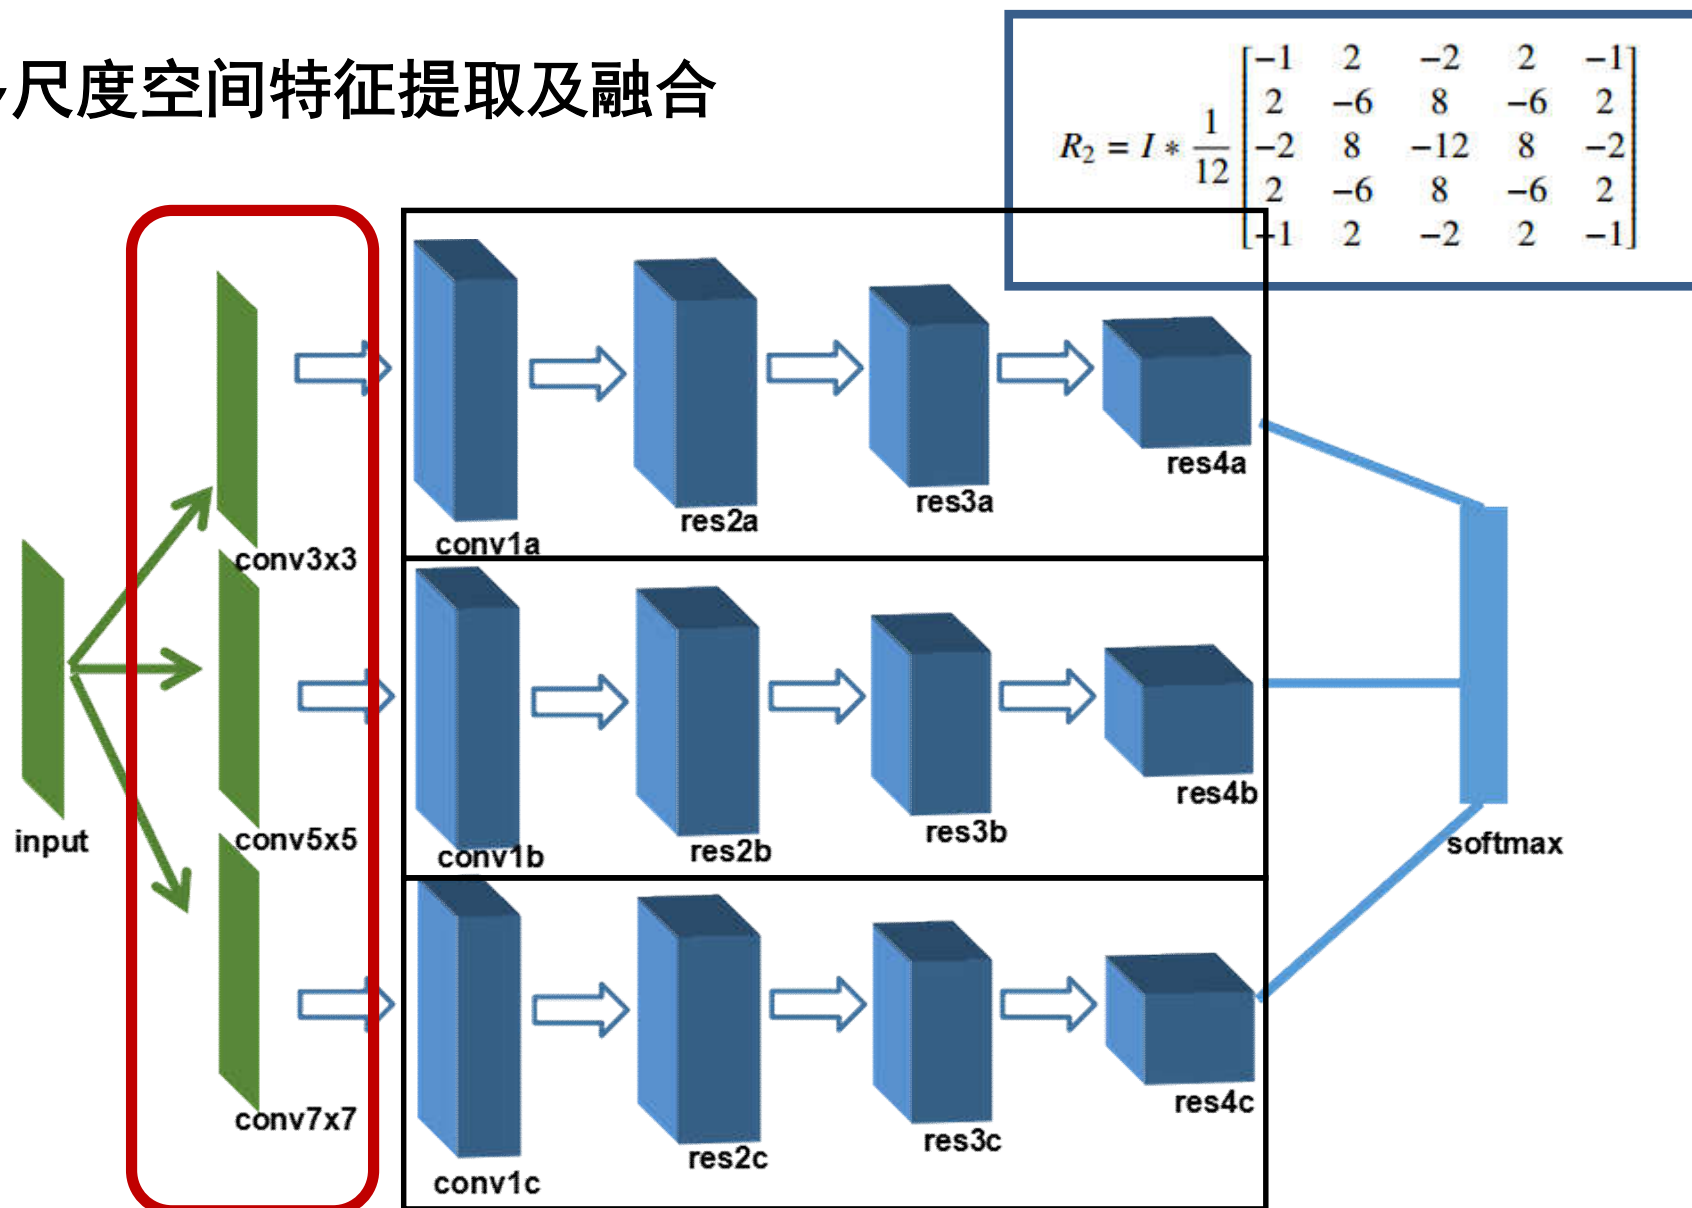 尺度空间特征提取及融合
R₂ = I * 1/12
−1 2 −2 2 −1
2 −6 8 −6 2
−2 8 −12 8 −2
2 −6 8 −6 2
−1 2 −2 2 −1
conv3x3
conv1a
res2a
res3a
res4a
input
conv5x5
conv1b
res2b
res3b
res4b
softmax
conv7x7
conv1c
res2c
res3c
res4c